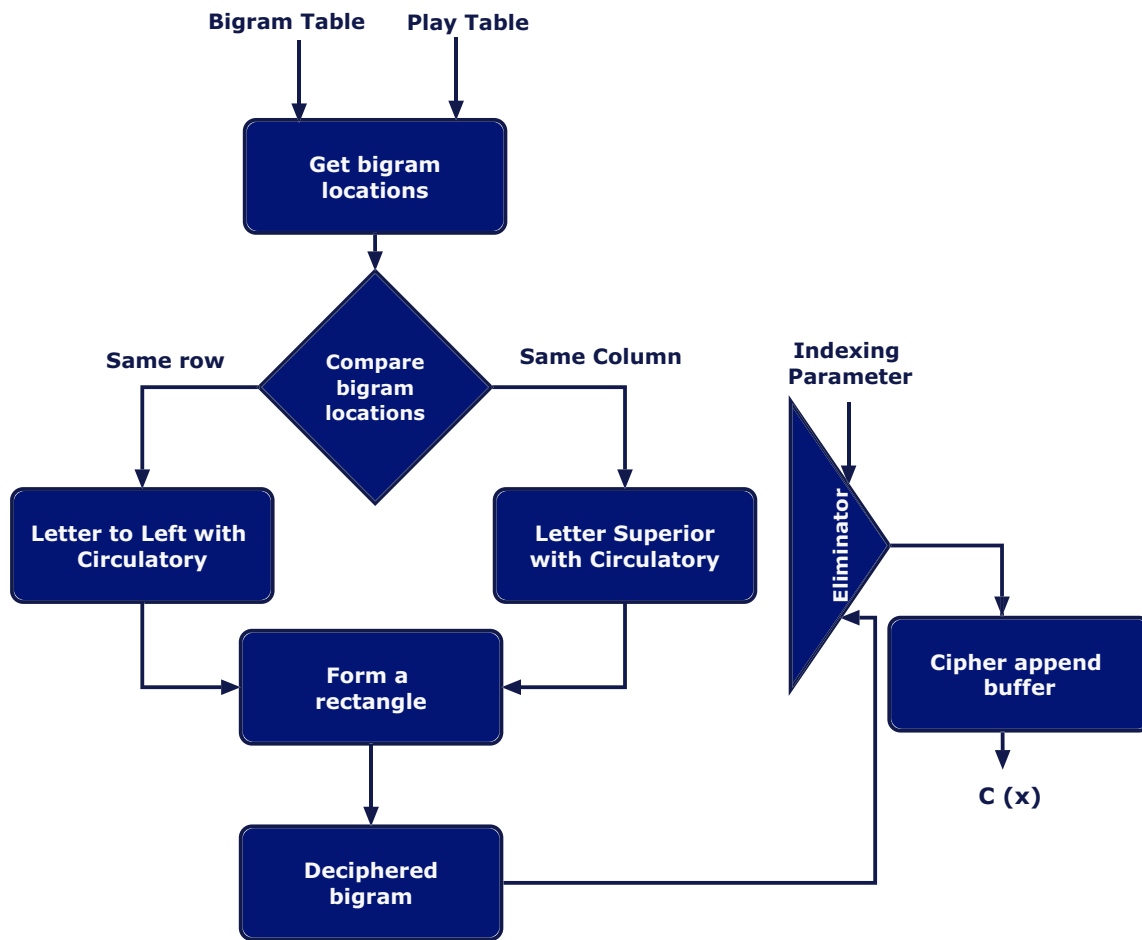 Bigram Table
Play Table
Get bigram
locations
Same row
Compare
bigram
locations
Same Column
Indexing
Parameter
Letter to Left with
Circulatory
Letter Superior
with Circulatory
Eliminator
Form a
rectangle
Cipher append
buffer
C (x)
Deciphered
bigram